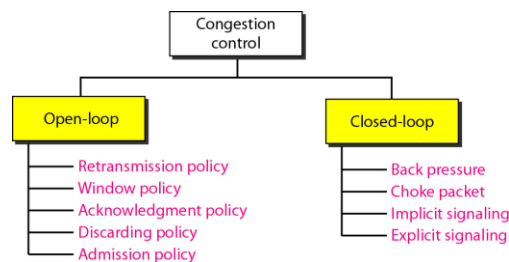 Congestion
control
Open-loop
Retransmission policy
Window policy
Acknowledgment policy
Discarding policy
Admission policy
Closed-loop
Back pressure
Choke packet
Implicit signaling
Explicit signaling